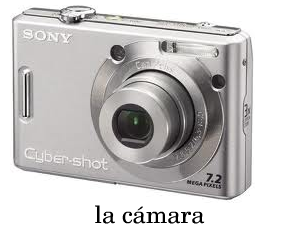 SONY
Cyber-shot
7.2
MEGA PIXELS
la cámara